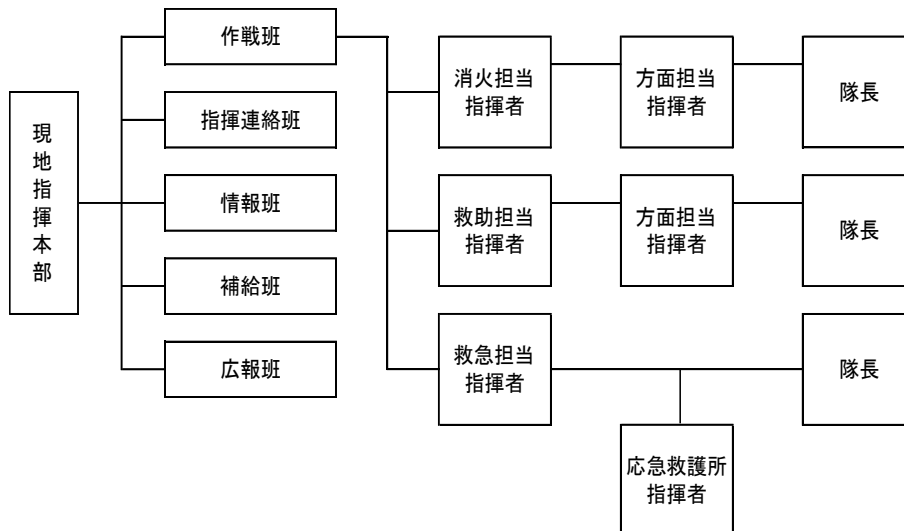 現地指揮本部
作戦班
指揮連絡班
情報班
補給班
広報班
消火担当
指揮者
方面担当
指揮者
隊長
救助担当
指揮者
方面担当
指揮者
隊長
救急担当
指揮者
隊長
応急救護所
指揮者